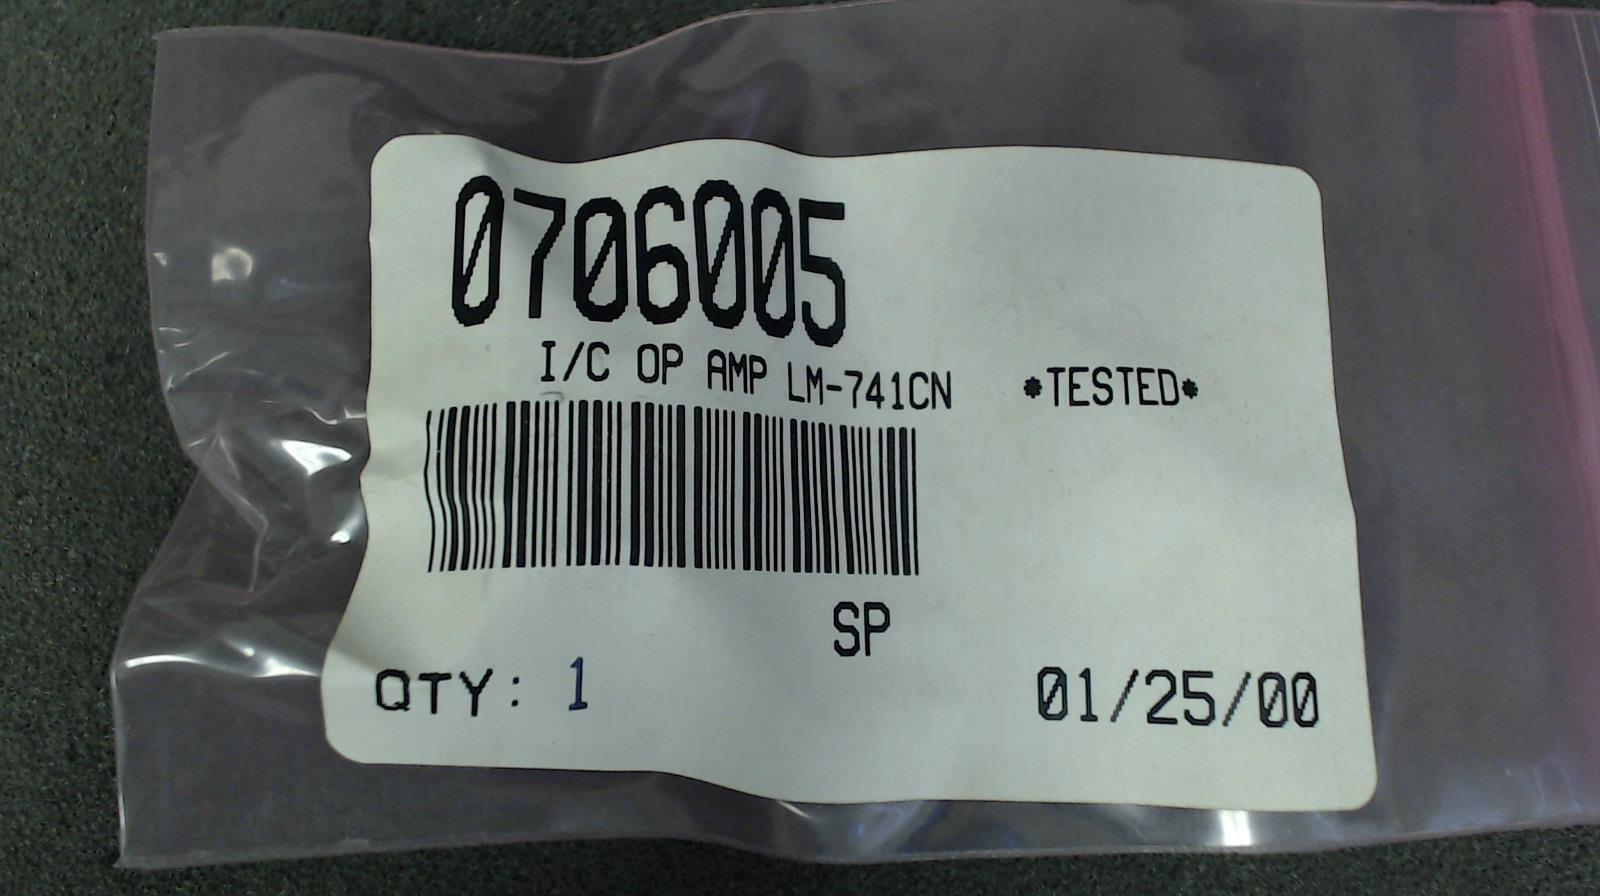 0706005
I/C OP AMP LM-741CN *TESTED*
SP
QTY: 1 01/25/00